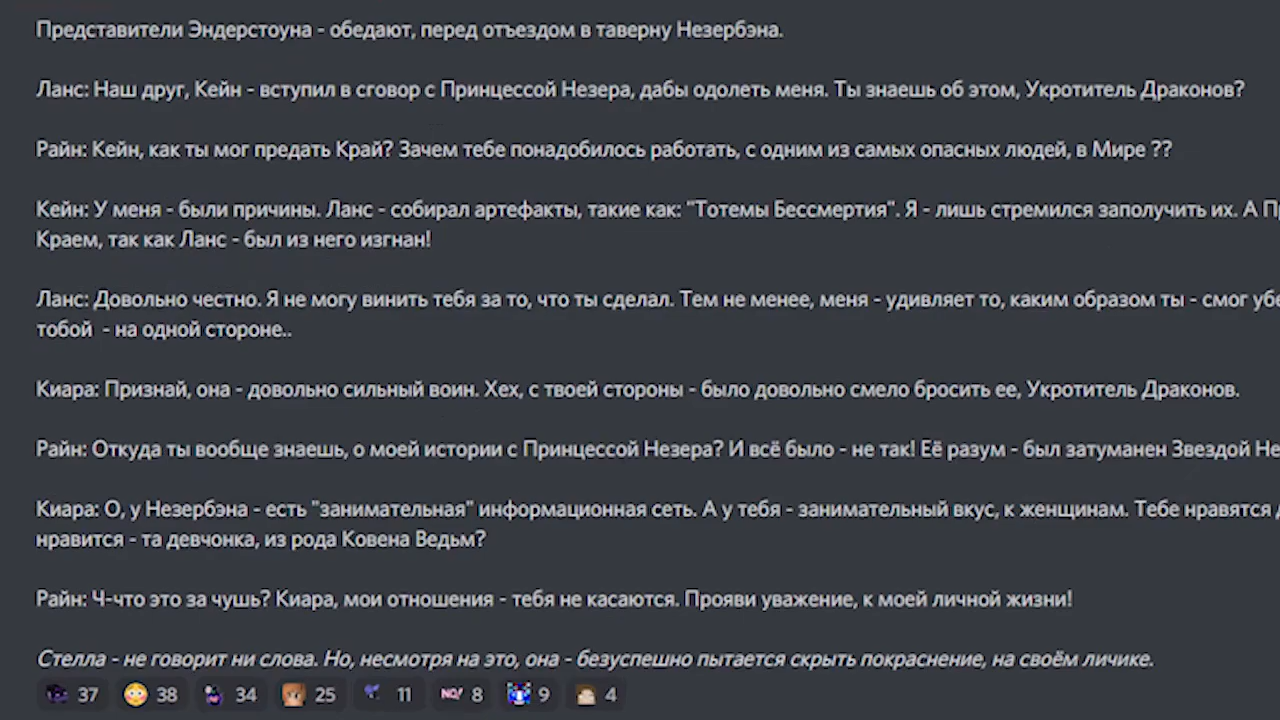 Представители Эндерстоуна - обедают, перед отъездом в таверну Незербэна.
Ланс: Наш друг, Кейн - вступил в сговор с Принцессой Незера, дабы одолеть меня. Ты знаешь об этом, Укротитель Драконов?
Райн: Кейн, как ты мог предать Край? Зачем тебе понадобилось работать, с одним из самых опасных людей, в Мире ??
Кейн: У меня - были причины. Ланс - собирал артефакты, такие как: "Тотемы Бессмертия". Я - лишь стремился заполучить их. А
Краем, так как Ланс - был из него изгнан!
Ланс: Довольно честно. Я не могу винить тебя за то, что ты сделал. Тем не менее, меня - удивляет то, каким образом ты - смог
тобой - на одной стороне..
Киара: Признай, она - довольно сильный воин. Хех, с твоей стороны - было довольно смело бросить ее, Укротитель Драконов.
Райн: Откуда ты вообще знаешь, о моей истории с Принцессой Незера? И всё было - не так! Её разум - был затуманен Звездой
Киара: О, у Незербэна - есть "занимательная" информационная сеть. А у тебя - занимательный вкус, к женщинам. Тебе нравятся
нравится - та девчонка, из рода Ковена Ведьм?
Райн: Ч-что это за чушь? Киара, мои отношения - тебя не касаются. Прояви уважение, к моей личной жизни!
Стелла - не говорит ни слова. Но, несмотря на это, она - безуспешно пытается скрыть покраснение, на своём личике.
37 38 34 25 11 NO! 8 9 4